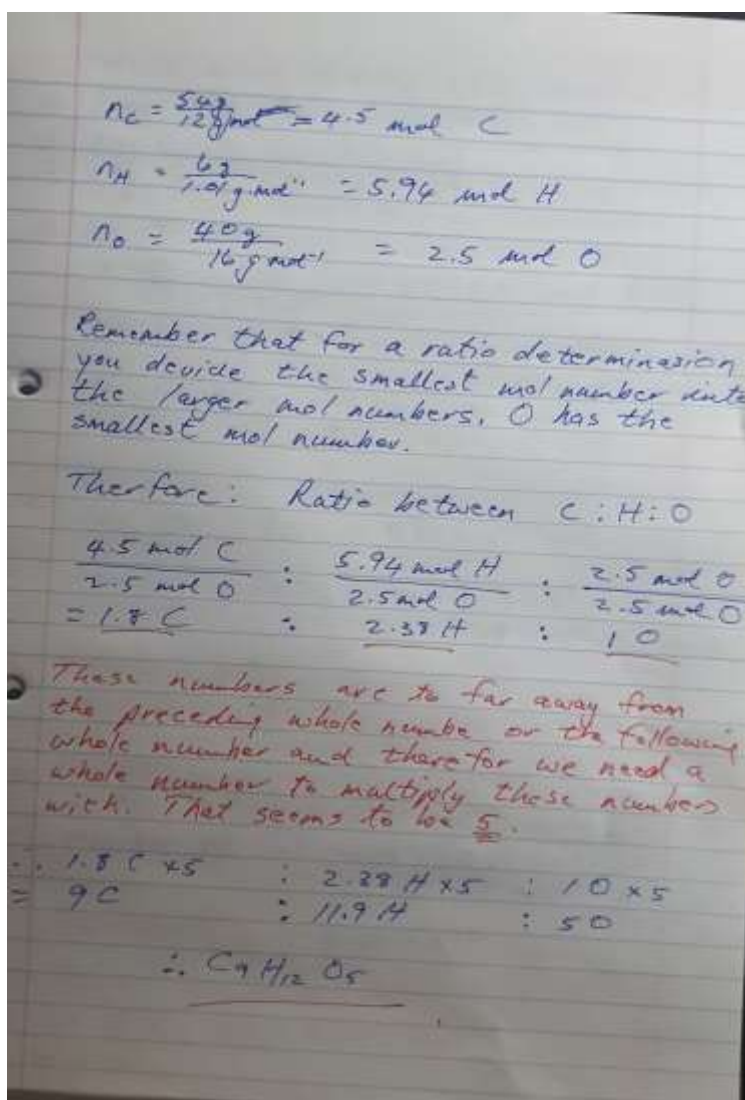 n_C = 54g / 12 g mol⁻¹ = 4.5 mol C
n_H = 6g / 1.01 g.mol⁻¹ = 5.94 mol H
n_O = 40g / 16 g mol⁻¹ = 2.5 mol O
Remember that for a ratio determinasion
you devide the smallest mol number into
the larger mol numbers. O has the
smallest mol number.
Therfore: Ratio between C : H : O
4.5 mol C / 2.5 mol O : 5.94 mol H / 2.5 mol O : 2.5 mol O / 2.5 mol O
= 1.8 C : 2.38 H : 1 O
These numbers are to far away from
the preceding whole numbe or the following
whole number and therefor we need a
whole number to multiply these numbers
with. That seems to be 5.
∴ 1.8 C x5 : 2.38 H x5 : 1 O x5
= 9C : 11.9 H : 5 O
∴ C9 H12 O5